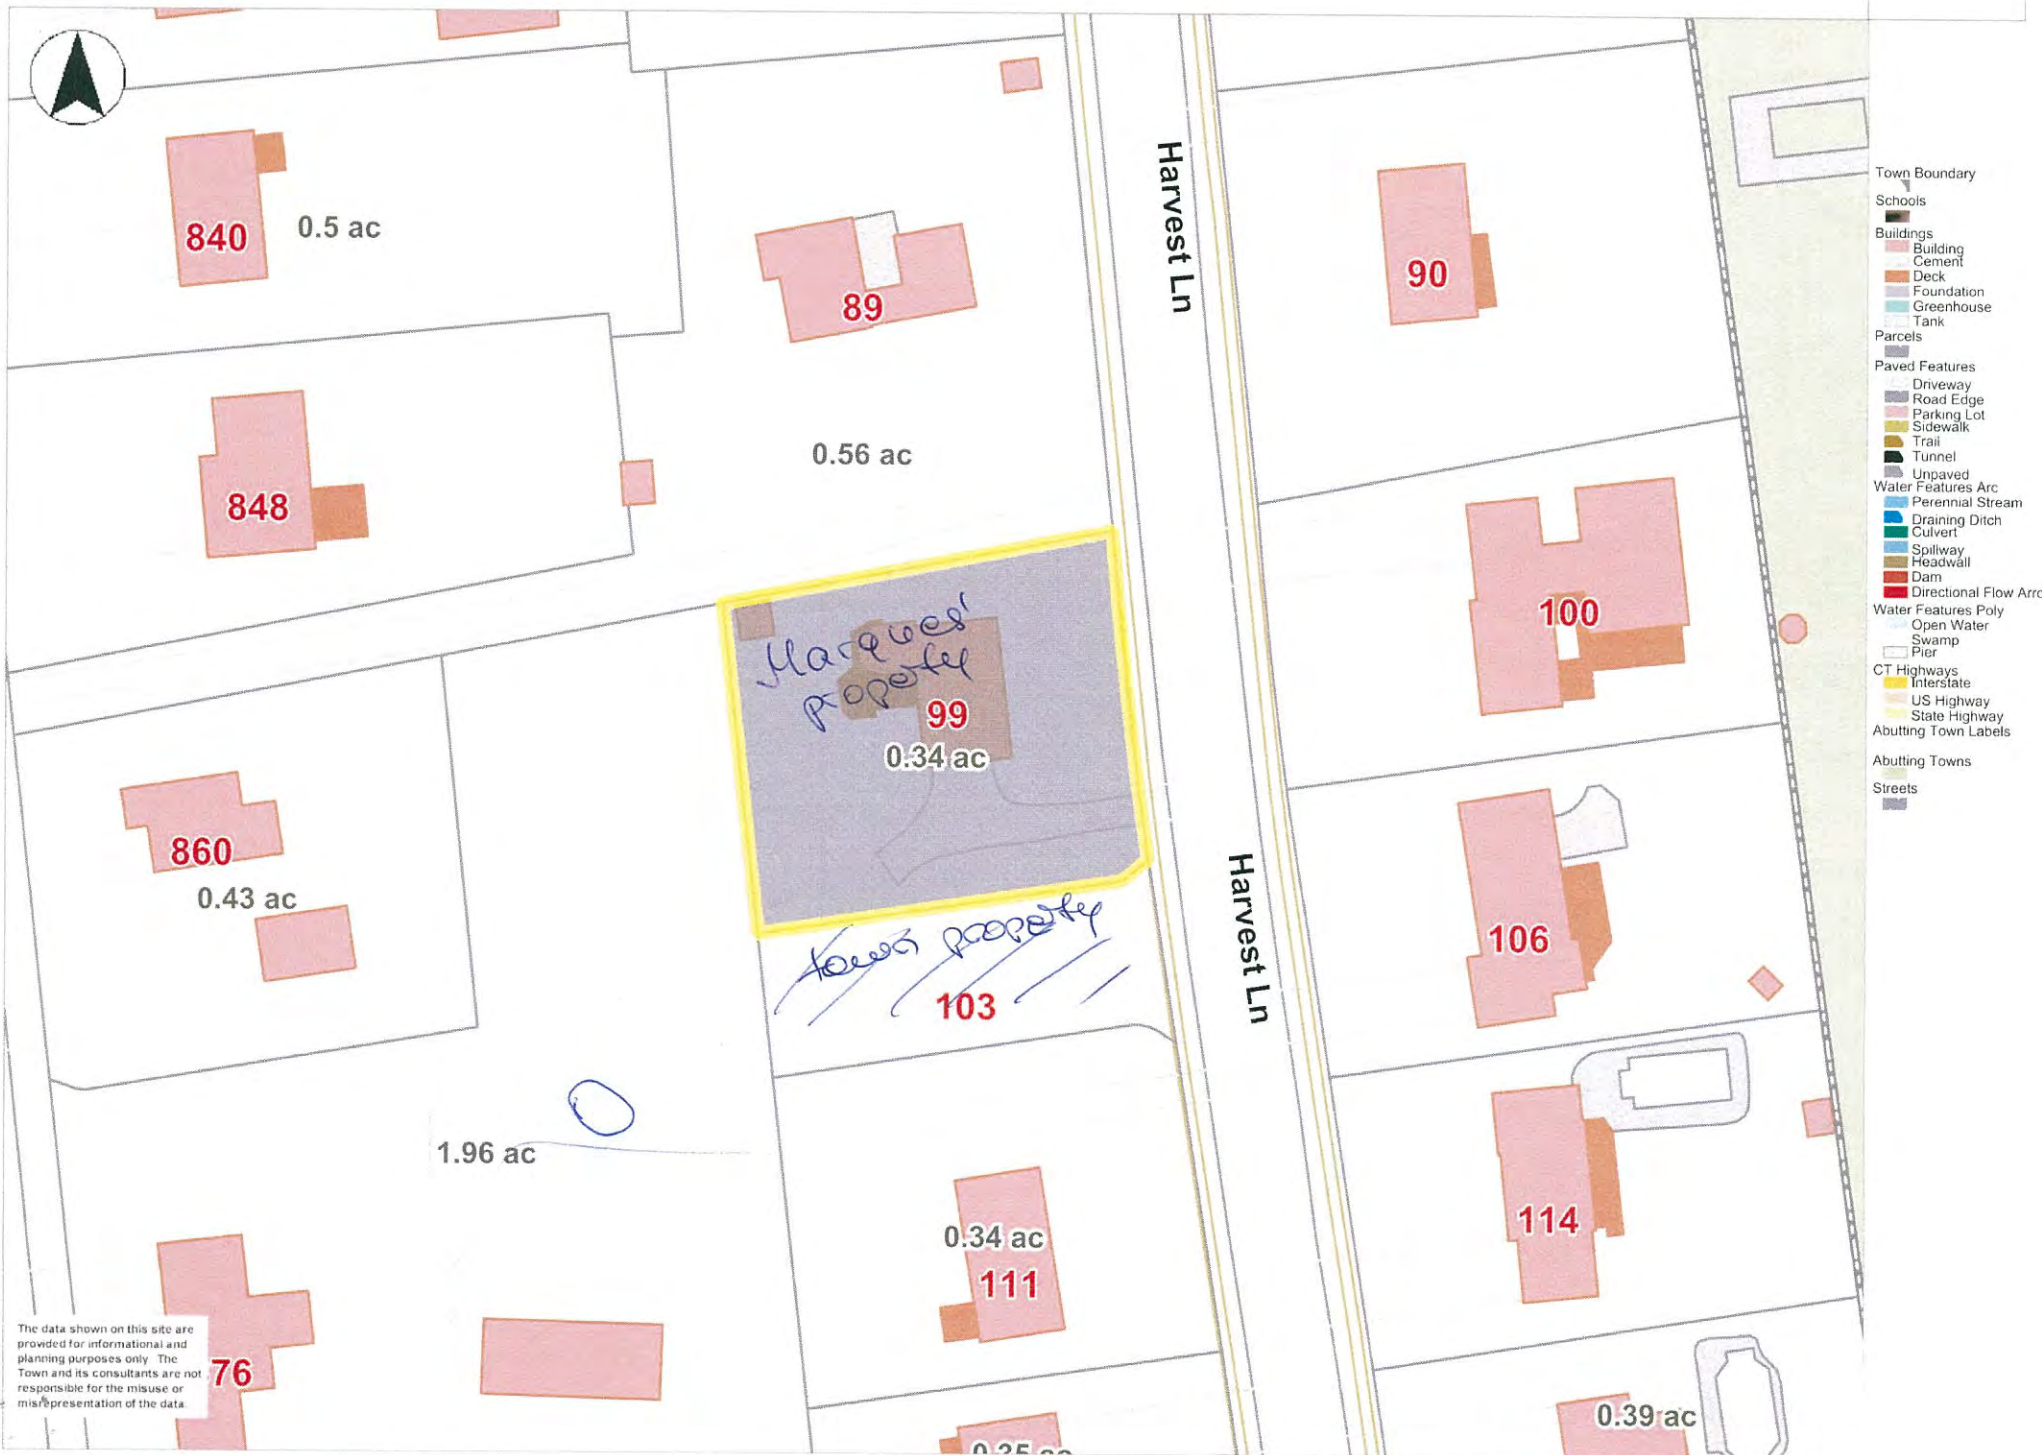 840
0.5 ac
89
Harvest Ln
90
0.56 ac
848
100
Marques'
property
99
0.34 ac
860
0.43 ac
106
Harvest Ln
town property
103
1.96 ac
0.34 ac
111
114
76
0.39 ac
0.35 ac
The data shown on this site are
provided for informational and
planning purposes only. The
Town and its consultants are not
responsible for the misuse or
misrepresentation of the data.
Town Boundary
Schools
Buildings
Building
Cement
Deck
Foundation
Greenhouse
Tank
Parcels
Paved Features
Driveway
Road Edge
Parking Lot
Sidewalk
Trail
Tunnel
Unpaved
Water Features Arc
Perennial Stream
Draining Ditch
Culvert
Spillway
Headwall
Dam
Directional Flow Arro
Water Features Poly
Open Water
Swamp
Pier
CT Highways
Interstate
US Highway
State Highway
Abutting Town Labels
Abutting Towns
Streets